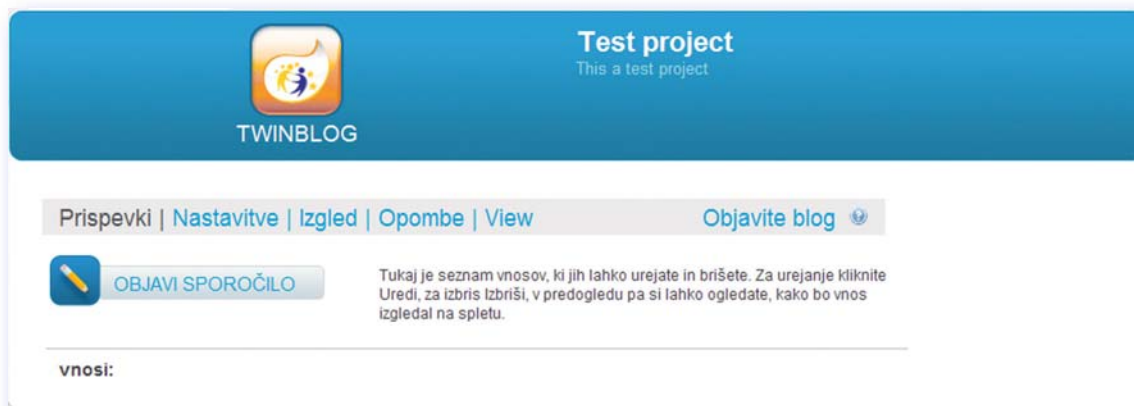 Test project
This a test project
TWINBLOG
Prispevki | Nastavitve | Izgled | Opombe | View
Objavite blog
OBJAVI SPOROČILO
Tukaj je seznam vnosov, ki jih lahko urejate in brišete. Za urejanje kliknite
Uredi, za izbris Izbriši, v predogledu pa si lahko ogledate, kako bo vnos
izgledal na spletu.
vnosi: